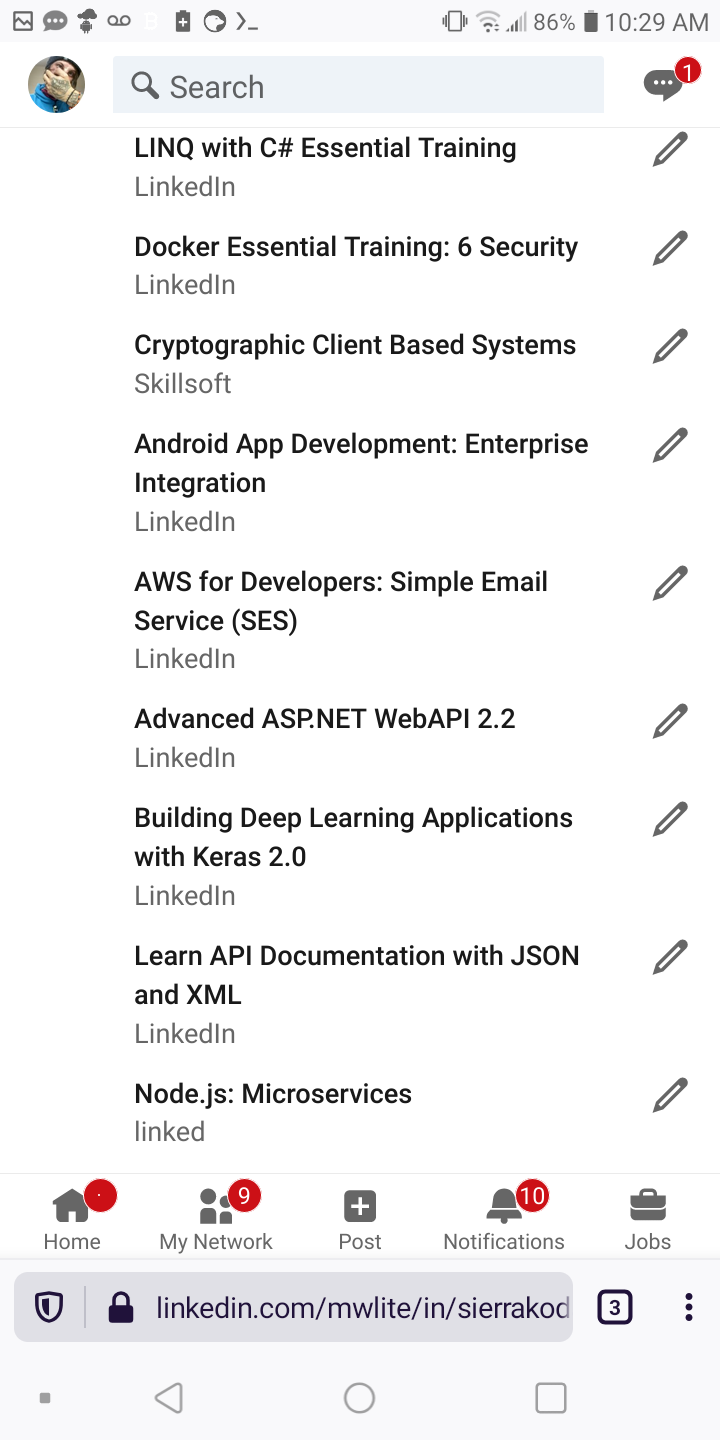 86% 10:29 AM
Search
1
LINQ with C# Essential Training
LinkedIn
Docker Essential Training: 6 Security
LinkedIn
Cryptographic Client Based Systems
Skillsoft
Android App Development: Enterprise
Integration
LinkedIn
AWS for Developers: Simple Email
Service (SES)
LinkedIn
Advanced ASP.NET WebAPI 2.2
LinkedIn
Building Deep Learning Applications
with Keras 2.0
LinkedIn
Learn API Documentation with JSON
and XML
LinkedIn
Node.js: Microservices
linked
9 10
Home My Network Post Notifications Jobs
linkedin.com/mwlite/in/sierrakod 3